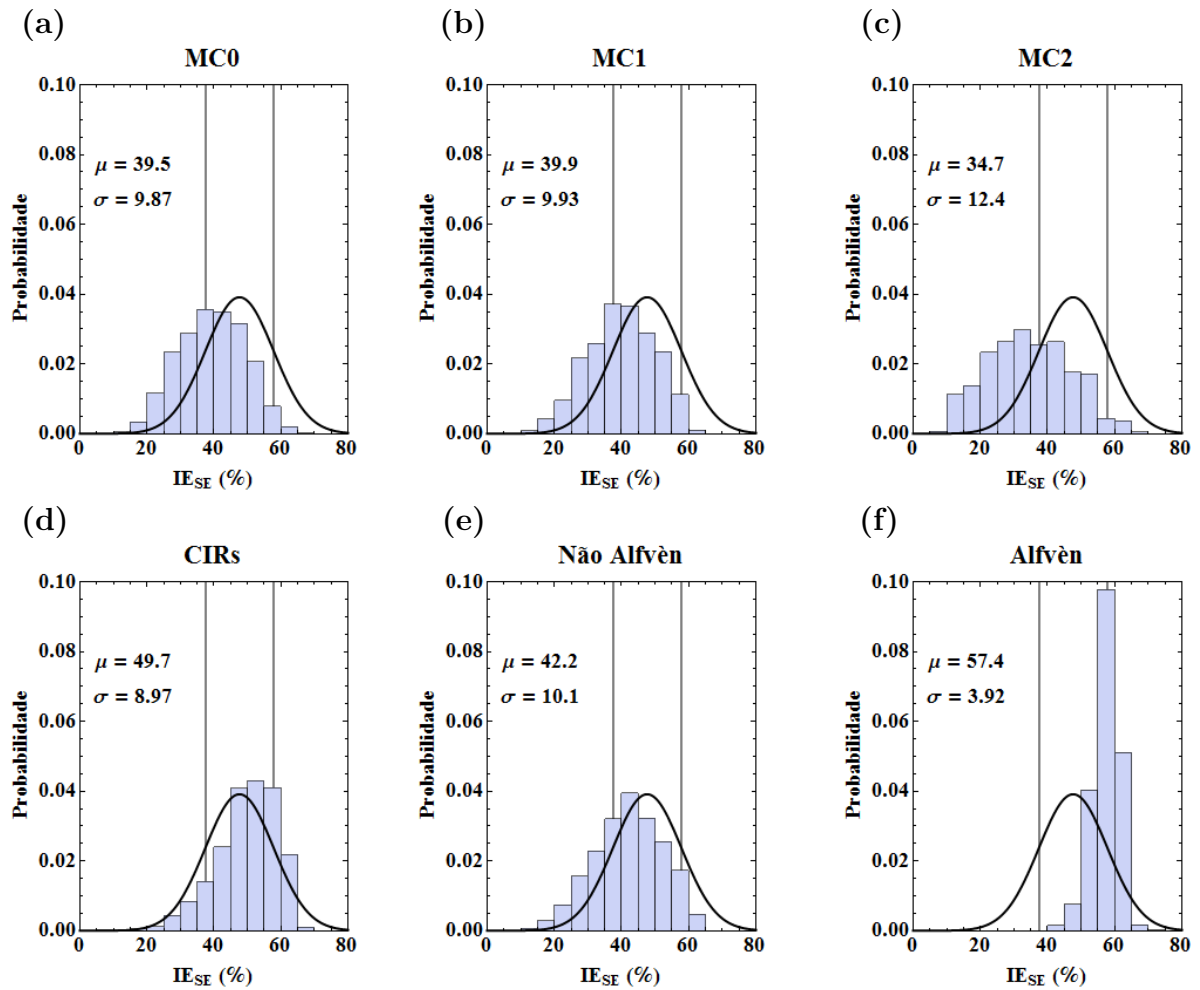 (a)
MC0
0.10
0.08
0.06
0.04
0.02
0.00
μ = 39.5
σ = 9.87
Probabilidade
0 20 40 60 80
IE_SE (%)
(b)
MC1
0.10
0.08
0.06
0.04
0.02
0.00
μ = 39.9
σ = 9.93
Probabilidade
0 20 40 60 80
IE_SE (%)
(c)
MC2
0.10
0.08
0.06
0.04
0.02
0.00
μ = 34.7
σ = 12.4
Probabilidade
0 20 40 60 80
IE_SE (%)
(d)
CIRs
0.10
0.08
0.06
0.04
0.02
0.00
μ = 49.7
σ = 8.97
Probabilidade
0 20 40 60 80
IE_SE (%)
(e)
Não Alfvèn
0.10
0.08
0.06
0.04
0.02
0.00
μ = 42.2
σ = 10.1
Probabilidade
0 20 40 60 80
IE_SE (%)
(f)
Alfvèn
0.10
0.08
0.06
0.04
0.02
0.00
μ = 57.4
σ = 3.92
Probabilidade
0 20 40 60 80
IE_SE (%)